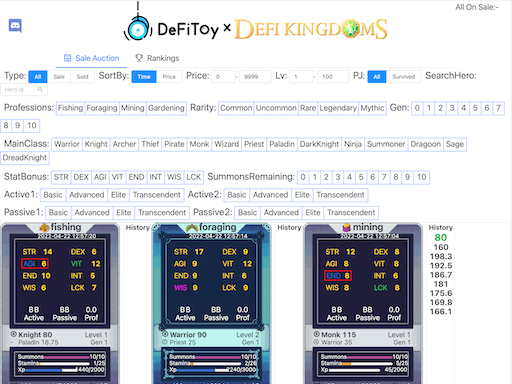 All On Sale:-
DeFiToy × DEFI KINGDOMS
Sale Auction Rankings
Type: All Sale Sold SortBy: Time Price Price: 0 - 9999 Lv: 1 - 100 PJ: All Survived SearchHero:
Hero id
Professions: Fishing Foraging Mining Gardening Rarity: Common Uncommon Rare Legendary Mythic Gen: 0 1 2 3 4 5 6 7
8 9 10
MainClass: Warrior Knight Archer Thief Pirate Monk Wizard Priest Paladin DarkKnight Ninja Summoner Dragoon Sage
DreadKnight
StatBonus: STR DEX AGI VIT END INT WIS LCK SummonsRemaining: 0 1 2 3 4 5 6 7 8 9 10
Active1: Basic Advanced Elite Transcendent Active2: Basic Advanced Elite Transcendent
Passive1: Basic Advanced Elite Transcendent Passive2: Basic Advanced Elite Transcendent
fishing
2022-04-22 12/7/20
STR 14 DEX 6
AGI 6 VIT 12
END 10 INT 5
WIS 6 LCK 7
BB BB 0.0
Active Passive Prof
Knight 80 Level 1
Paladin 18.75 Gen 1
Summons 10/10
Stamina 1/25
Xp 440/2000
History
foraging
2022-04-22 12/7/14
STR 17 DEX 9
AGI 9 VIT 12
END 9 INT 6
WIS 9 LCK 9
BB BB 0.0
Active Passive Prof
Warrior 90 Level 2
Priest 25 Gen 1
Summons 10/10
Stamina 2/26
Xp 2240/3000
History
mining
2022-04-22 12/7/04
STR 12 DEX 6
AGI 8 VIT 8
END 8 INT 6
WIS 8 LCK 8
BB BB 0.0
Active Passive Prof
Monk 115 Level 1
Warrior 35 Gen 1
Summons 10/10
Stamina 5/25
Xp 45/2000
History
80
160
198.3
192.5
186.7
181
175.6
169.8
166.1